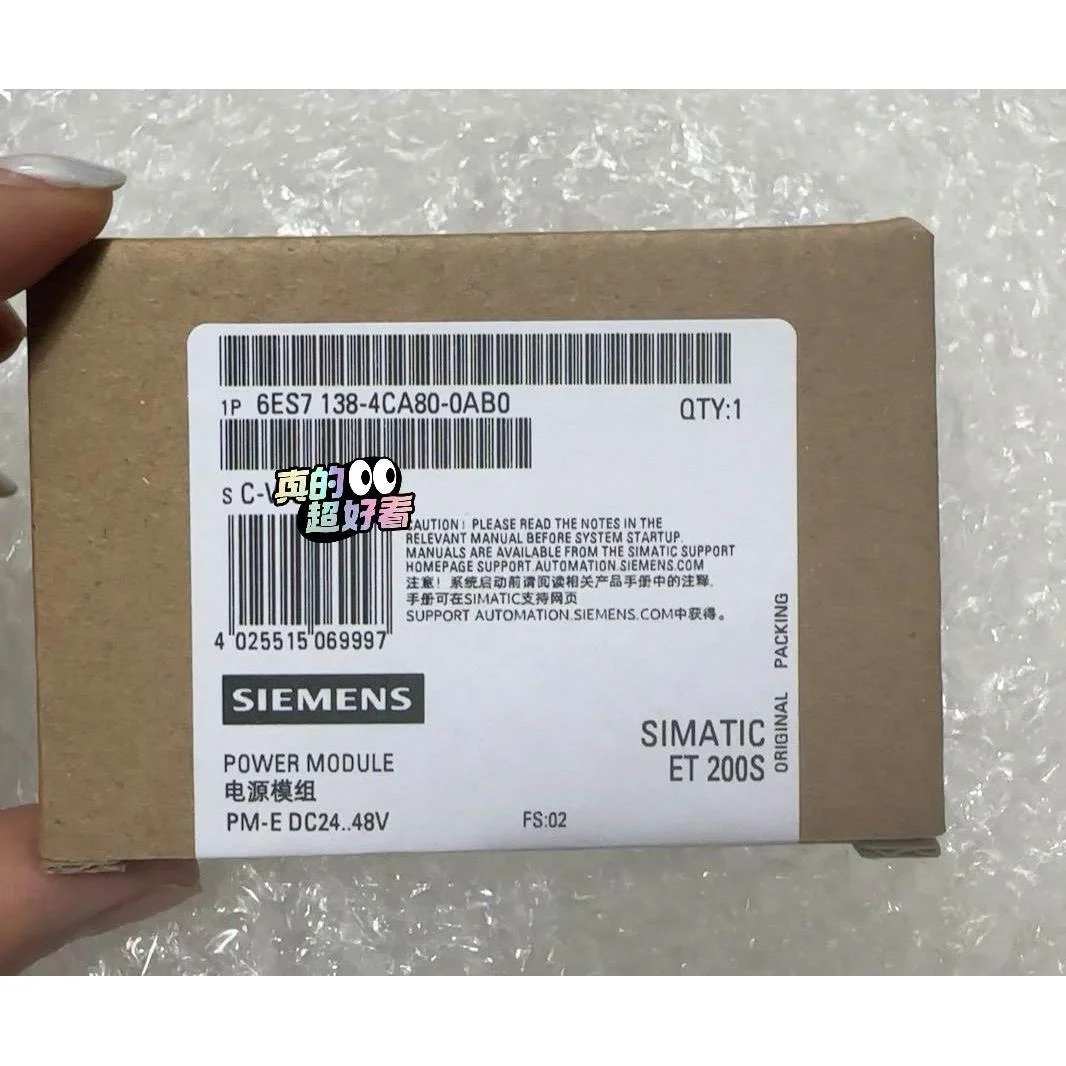 1P 6ES7 138-4CA80-0AB0
QTY:1
S C-V
真的
超好看
CAUTION! PLEASE READ THE NOTES IN THE
RELEVANT MANUAL BEFORE SYSTEM STARTUP.
MANUALS ARE AVAILABLE FROM THE SIMATIC SUPPORT
HOMEPAGE SUPPORT.AUTOMATION.SIEMENS.COM
注意! 系统启动前请阅读相关产品手册中的注释,
手册可在SIMATIC支持网页
SUPPORT AUTOMATION.SIEMENS.COM中获得。
4 025515 069997
SIEMENS
POWER MODULE
电源模组
PM-E DC24..48V
FS:02
SIMATIC
ET 200S
ORIGINAL PACKING